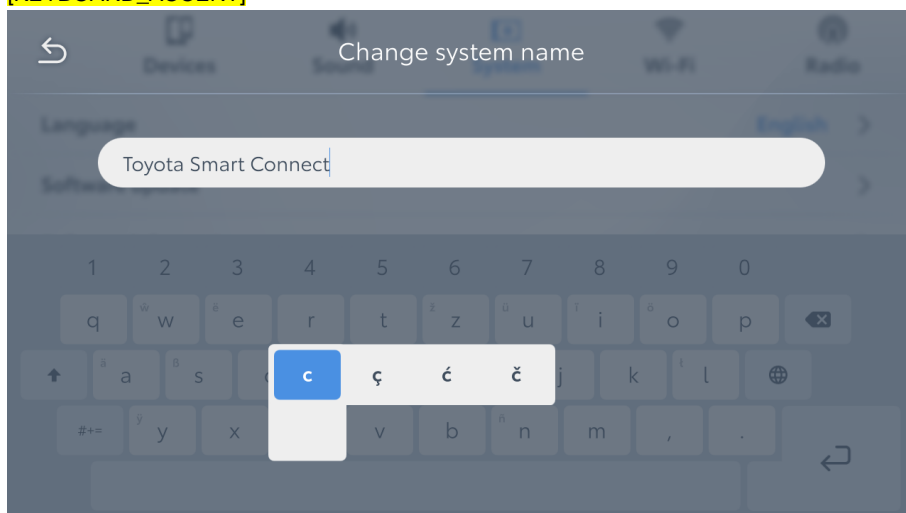 [KEYBOARD_ACCENT]
Change system name
Devices Sound System Wi-Fi Radio
Language English
Toyota Smart Connect
Software update
1 2 3 4 5 6 7 8 9 0
q w e r t z u i o p
a s c ç ć č j k l
#+= ý y x v b ñ n m , .